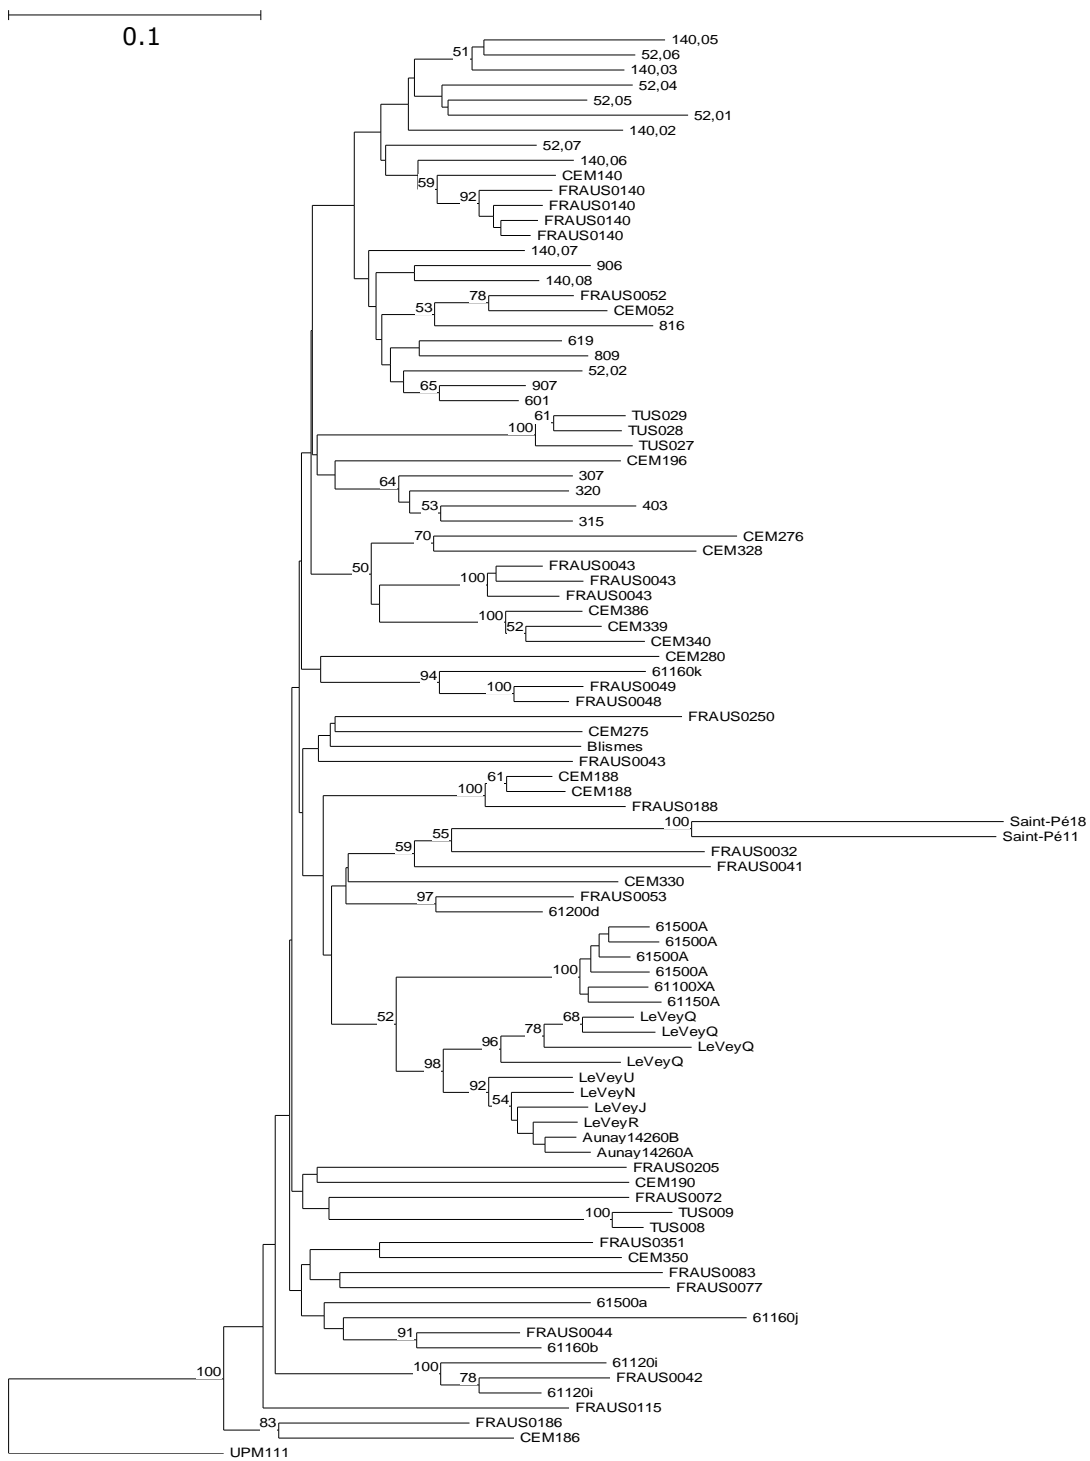 0.1
140,05
51
52,06
140,03
52,04
52,05
52,01
140,02
52,07
140,06
CEM140
59
FRAUS0140
92
FRAUS0140
FRAUS0140
FRAUS0140
140,07
906
140,08
78
FRAUS0052
53
CEM052
816
619
809
52,02
65
907
601
61
TUS029
100
TUS028
TUS027
CEM196
307
64
320
53
403
315
70
CEM276
CEM328
50
FRAUS0043
100
FRAUS0043
FRAUS0043
100
CEM386
52
CEM339
CEM340
CEM280
94
61160k
100
FRAUS0049
FRAUS0048
FRAUS0250
CEM275
Blismes
FRAUS0043
61
CEM188
100
CEM188
FRAUS0188
100
Saint-Pé18
55
Saint-Pé11
59
FRAUS0032
FRAUS0041
CEM330
97
FRAUS0053
61200d
61500A
61500A
61500A
100
61500A
61100XA
61150A
52
68
LeVeyQ
78
LeVeyQ
96
LeVeyQ
98
LeVeyQ
92
LeVeyU
54
LeVeyN
LeVeyJ
LeVeyR
Aunay14260B
Aunay14260A
FRAUS0205
CEM190
FRAUS0072
100
TUS009
TUS008
FRAUS0351
CEM350
FRAUS0083
FRAUS0077
61500a
61160j
91
FRAUS0044
61160b
100
61120i
100
78
FRAUS0042
61120i
FRAUS0115
83
FRAUS0186
CEM186
UPM111